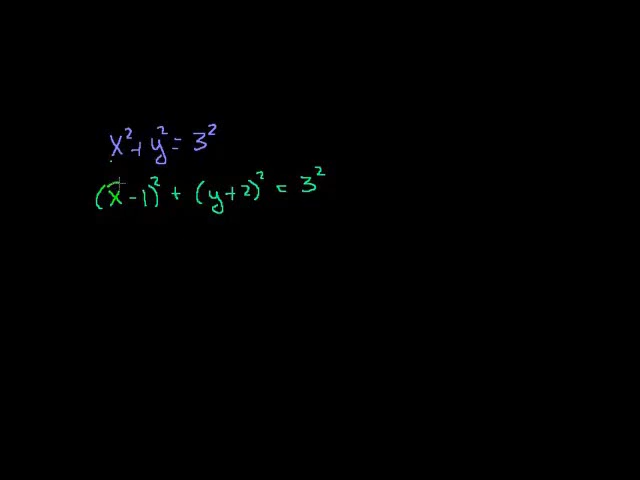 x² + y² = 3²
(x - 1)² + (y + 2)² = 3²